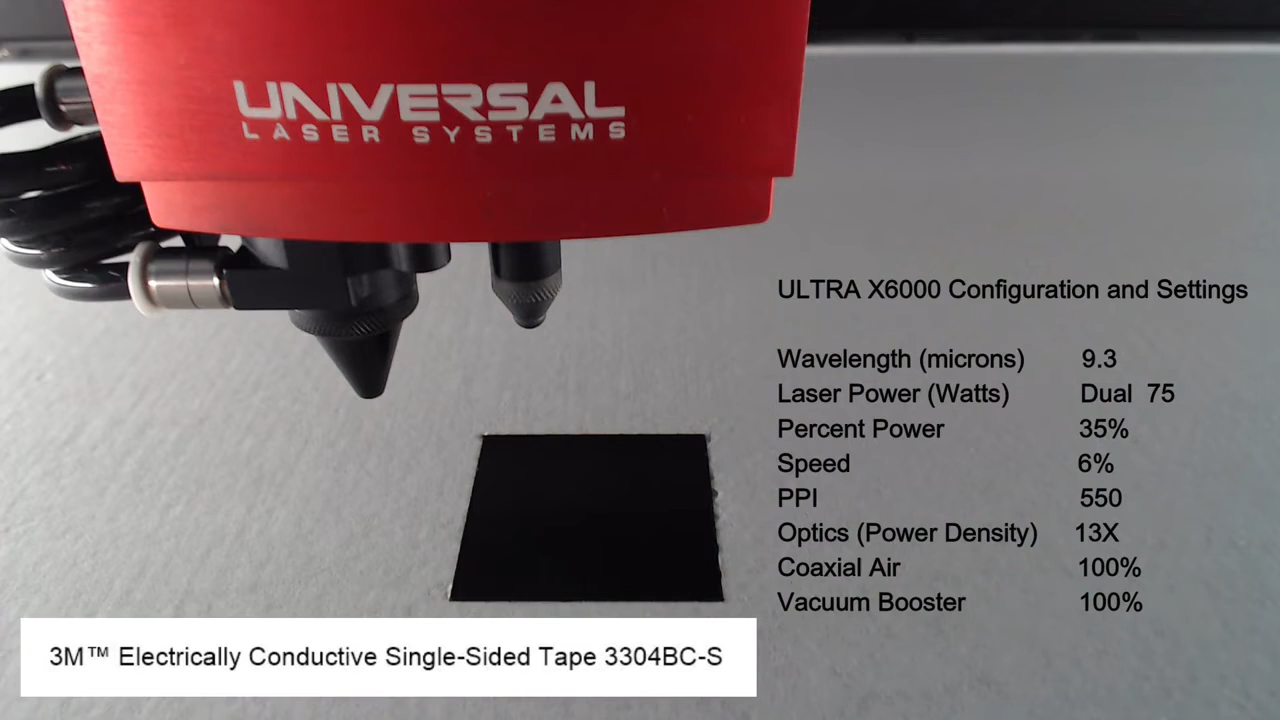 UNIVERSAL
LASER SYSTEMS
ULTRA X6000 Configuration and Settings
Wavelength (microns) 9.3
Laser Power (Watts) Dual 75
Percent Power 35%
Speed 6%
PPI 550
Optics (Power Density) 13X
Coaxial Air 100%
Vacuum Booster 100%
3M™ Electrically Conductive Single-Sided Tape 3304BC-S